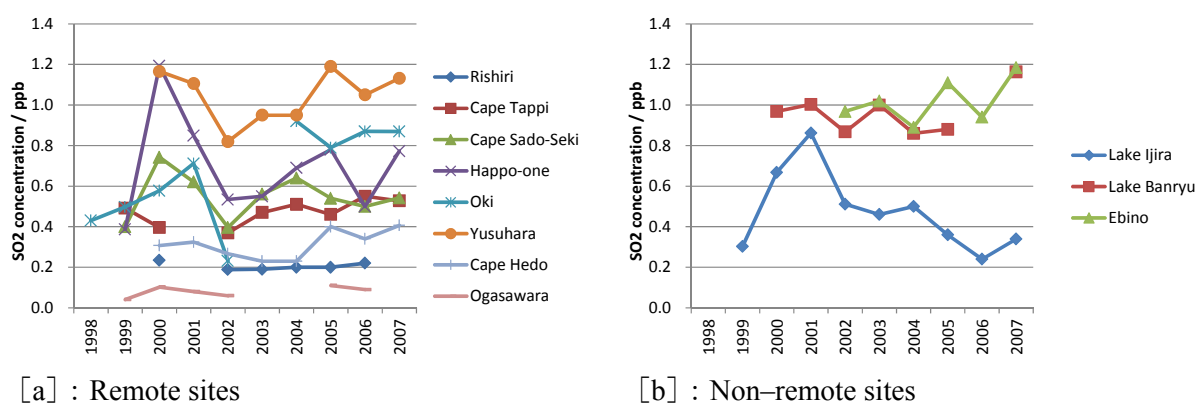 SO2 concentration / ppb
1.4
1.2
1.0
0.8
0.6
0.4
0.2
0.0
1998
1999
2000
2001
2002
2003
2004
2005
2006
2007
Rishiri
Cape Tappi
Cape Sado-Seki
Happo-one
Oki
Yusuhara
Cape Hedo
Ogasawara
[a] : Remote sites
SO2 concentration / ppb
1.4
1.2
1.0
0.8
0.6
0.4
0.2
0.0
1998
1999
2000
2001
2002
2003
2004
2005
2006
2007
Lake Ijira
Lake Banryu
Ebino
[b] : Non–remote sites